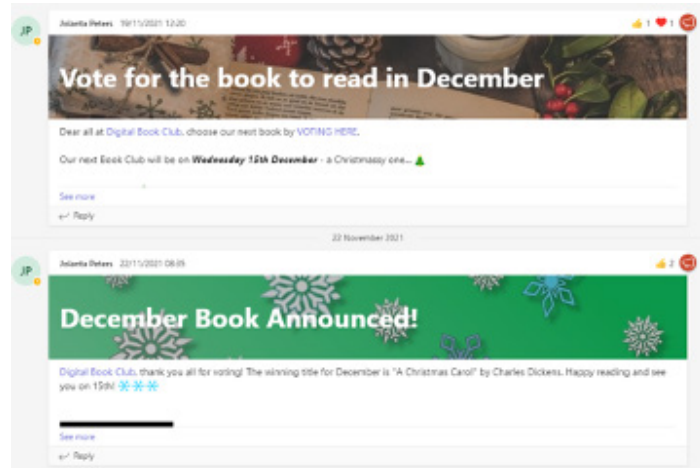 JP
Jolanta Peters 19/11/2021 12:20
1 1
Vote for the book to read in December
Dear all at Digital Book Club, choose our next book by VOTING HERE.
Our next Book Club will be on Wednesday 15th December - a Christmassy one...
See more
Reply
22 November 2021
JP
Jolanta Peters 22/11/2021 08:35
2
December Book Announced!
Digital Book Club, thank you all for voting! The winning title for December is "A Christmas Carol" by Charles Dickens. Happy reading and see
you on 15th!
See more
Reply